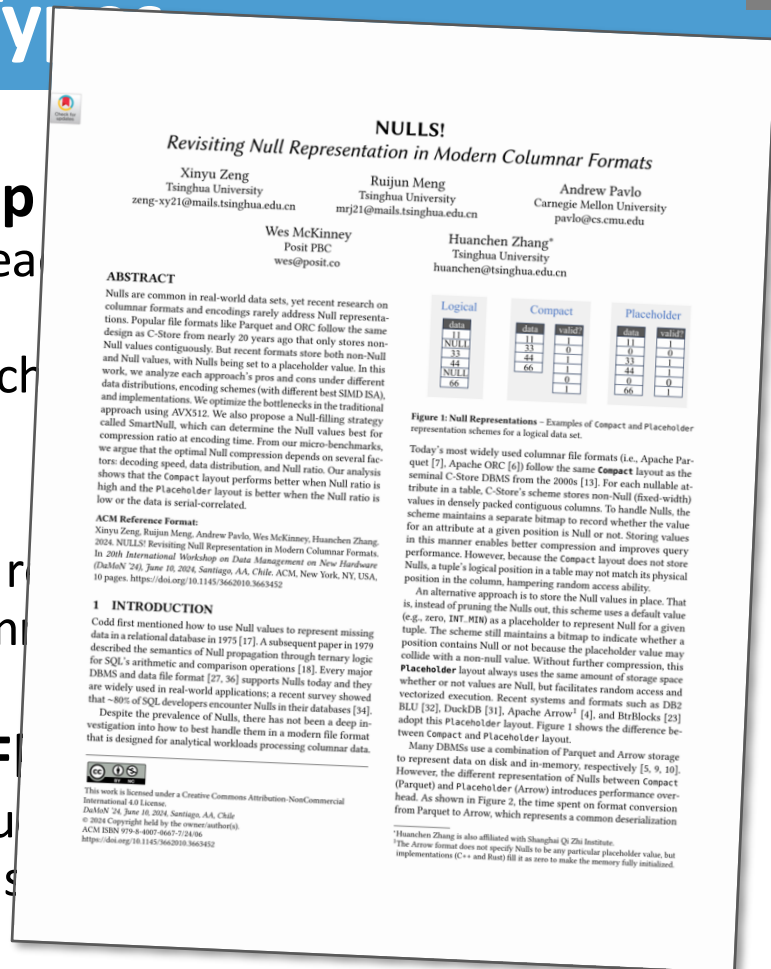 Check for
updates
NULLS!
Revisiting Null Representation in Modern Columnar Formats
Xinyu Zeng
Tsinghua University
zeng-xy21@mails.tsinghua.edu.cn
Ruijun Meng
Tsinghua University
mrj21@mails.tsinghua.edu.cn
Andrew Pavlo
Carnegie Mellon University
pavlo@cs.cmu.edu
Wes McKinney
Posit PBC
wes@posit.co
Huanchen Zhang*
Tsinghua University
huanchen@tsinghua.edu.cn
ABSTRACT
Nulls are common in real-world data sets, yet recent research on
columnar formats and encodings rarely address Null representa-
tions. Popular file formats like Parquet and ORC follow the same
design as C-Store from nearly 20 years ago that only stores non-
Null values contiguously. But recent formats store both non-Null
and Null values, with Nulls being set to a placeholder value. In this
work, we analyze each approach's pros and cons under different
data distributions, encoding schemes (with different best SIMD ISA),
and implementations. We optimize the bottlenecks in the traditional
approach using AVX512. We also propose a Null-filling strategy
called SmartNull, which can determine the Null values best for
compression ratio at encoding time. From our micro-benchmarks,
we argue that the optimal Null compression depends on several fac-
tors: decoding speed, data distribution, and Null ratio. Our analysis
shows that the Compact layout performs better when Null ratio is
high and the Placeholder layout is better when the Null ratio is
low or the data is serial-correlated.
ACM Reference Format:
Xinyu Zeng, Ruijun Meng, Andrew Pavlo, Wes McKinney, Huanchen Zhang.
2024. NULLS! Revisiting Null Representation in Modern Columnar Formats.
In 20th International Workshop on Data Management on New Hardware
(DaMoN '24), June 10, 2024, Santiago, AA, Chile. ACM, New York, NY, USA,
10 pages. https://doi.org/10.1145/3662010.3663452
1 INTRODUCTION
Codd first mentioned how to use Null values to represent missing
data in a relational database in 1975 [17]. A subsequent paper in 1979
described the semantics of Null propagation through ternary logic
for SQL's arithmetic and comparison operations [18]. Every major
DBMS and data file format [27, 36] supports Nulls today and they
are widely used in real-world applications; a recent survey showed
that ~80% of SQL developers encounter Nulls in their databases [34].
Despite the prevalence of Nulls, there has not been a deep in-
vestigation into how to best handle them in a modern file format
that is designed for analytical workloads processing columnar data.
CC BY NC
This work is licensed under a Creative Commons Attribution-NonCommercial
International 4.0 License.
DaMoN '24, June 10, 2024, Santiago, AA, Chile
© 2024 Copyright held by the owner/author(s).
ACM ISBN 979-8-4007-0667-7/24/06
https://doi.org/10.1145/3662010.3663452
Logical
data
11
NULL
33
44
NULL
66
Compact
data valid?
11 1
33 0
44 1
66 1
0
1
Placeholder
data valid?
11 1
0 0
33 1
44 1
0 0
66 1
Figure 1: Null Representations – Examples of Compact and Placeholder
representation schemes for a logical data set.
Today's most widely used columnar file formats (i.e., Apache Par-
quet [7], Apache ORC [6]) follow the same Compact layout as the
seminal C-Store DBMS from the 2000s [13]. For each nullable at-
tribute in a table, C-Store's scheme stores non-Null (fixed-width)
values in densely packed contiguous columns. To handle Nulls, the
scheme maintains a separate bitmap to record whether the value
for an attribute at a given position is Null or not. Storing values
in this manner enables better compression and improves query
performance. However, because the Compact layout does not store
Nulls, a tuple's logical position in a table may not match its physical
position in the column, hampering random access ability.
An alternative approach is to store the Null values in place. That
is, instead of pruning the Nulls out, this scheme uses a default value
(e.g., zero, INT_MIN) as a placeholder to represent Null for a given
tuple. The scheme still maintains a bitmap to indicate whether a
position contains Null or not because the placeholder value may
collide with a non-null value. Without further compression, this
Placeholder layout always uses the same amount of storage space
whether or not values are Null, but facilitates random access and
vectorized execution. Recent systems and formats such as DB2
BLU [32], DuckDB [31], Apache Arrow¹ [4], and BtrBlocks [23]
adopt this Placeholder layout. Figure 1 shows the difference be-
tween Compact and Placeholder layout.
Many DBMSs use a combination of Parquet and Arrow storage
to represent data on disk and in-memory, respectively [5, 9, 10].
However, the different representation of Nulls between Compact
(Parquet) and Placeholder (Arrow) introduces performance over-
head. As shown in Figure 2, the time spent on format conversion
from Parquet to Arrow, which represents a common deserialization
*Huanchen Zhang is also affiliated with Shanghai Qi Zhi Institute.
¹The Arrow format does not specify Nulls to be any particular placeholder value, but
implementations (C++ and Rust) fill it as zero to make the memory fully initialized.